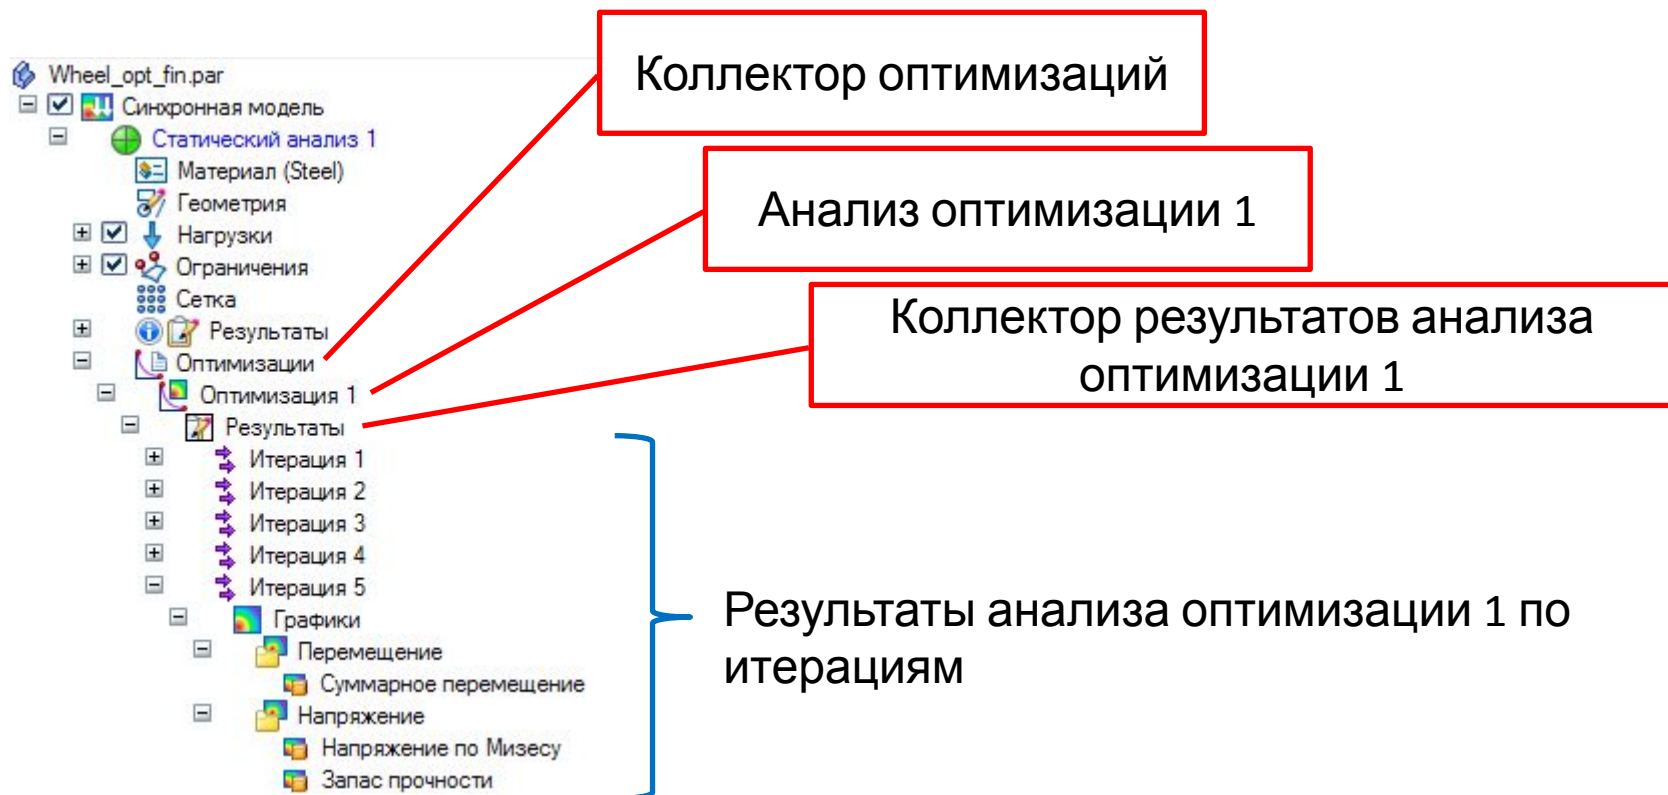 Wheel_opt_fin.par
Синхронная модель
Статический анализ 1
Материал (Steel)
Геометрия
Нагрузки
Ограничения
Сетка
Результаты
Оптимизации
Оптимизация 1
Результаты
Итерация 1
Итерация 2
Итерация 3
Итерация 4
Итерация 5
Графики
Перемещение
Суммарное перемещение
Напряжение
Напряжение по Мизесу
Запас прочности
Коллектор оптимизаций
Анализ оптимизации 1
Коллектор результатов анализа
оптимизации 1
Результаты анализа оптимизации 1 по
итерациям